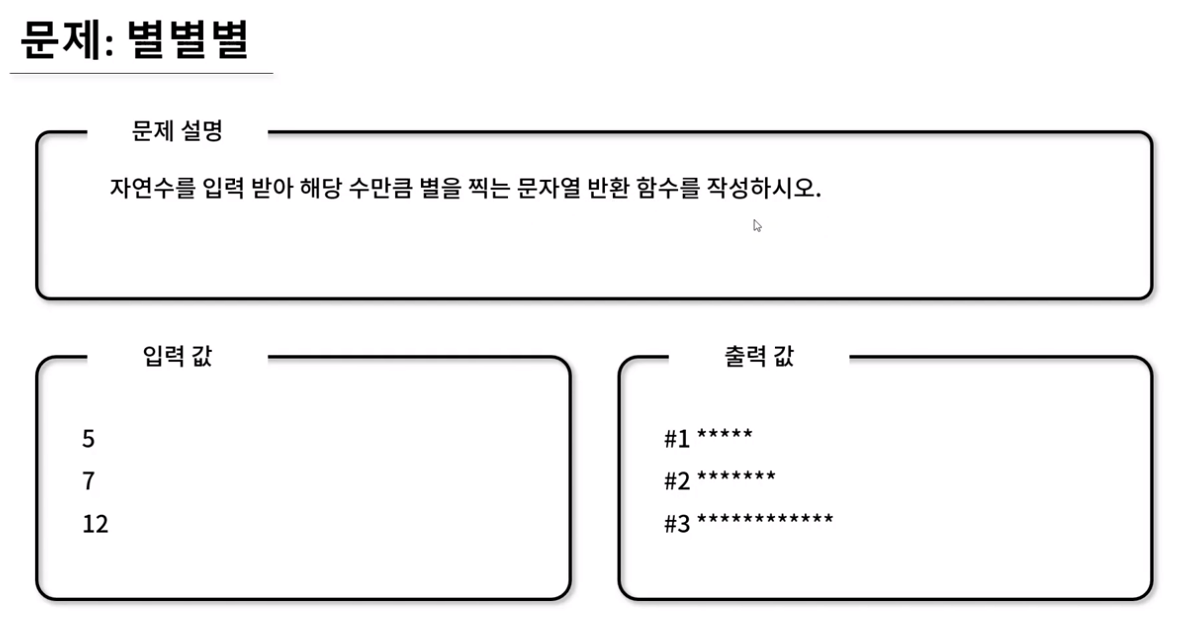 문제: 별별별
문제 설명
자연수를 입력 받아 해당 수만큼 별을 찍는 문자열 반환 함수를 작성하시오.
입력 값
5
7
12
출력 값
#1 *****
#2 *******
#3 ************